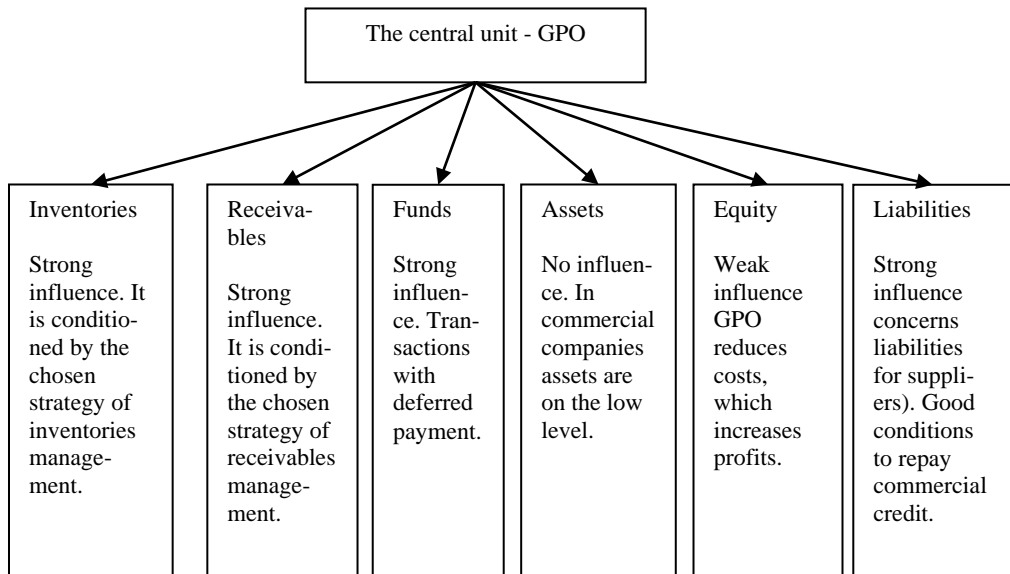 The central unit - GPO
Inventories
Strong
influence. It
is conditio-
ned by the
chosen
strategy of
inventories
manage-
ment.
Receiva-
bles
Strong
influence.
It is condi-
tioned by
the chosen
strategy of
receivables
manage-
ment.
Funds
Strong
influen-
ce. Tran-
sactions
with
deferred
payment.
Assets
No influen-
ce. In
commercial
companies
assets are
on the low
level.
Equity
Weak
influence
GPO
reduces
costs,
which
increases
profits.
Liabilities
Strong
influence
concerns
liabilities
for suppli-
ers). Good
conditions
to repay
commercial
credit.